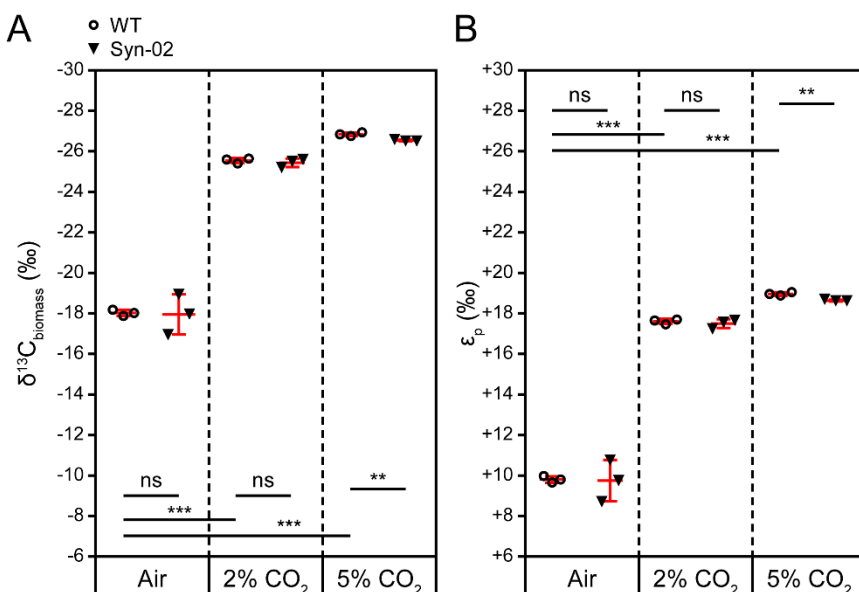 A
WT
Syn-02
-30
-28
-26
-24
-22
-20
-18
-16
-14
-12
-10
-8
-6
δ¹³C_biomass (‰)
ns
ns
**
***
***
Air
2% CO₂
5% CO₂
B
+30
+28
+26
+24
+22
+20
+18
+16
+14
+12
+10
+8
+6
ε_p (‰)
ns
ns
**
***
***
Air
2% CO₂
5% CO₂